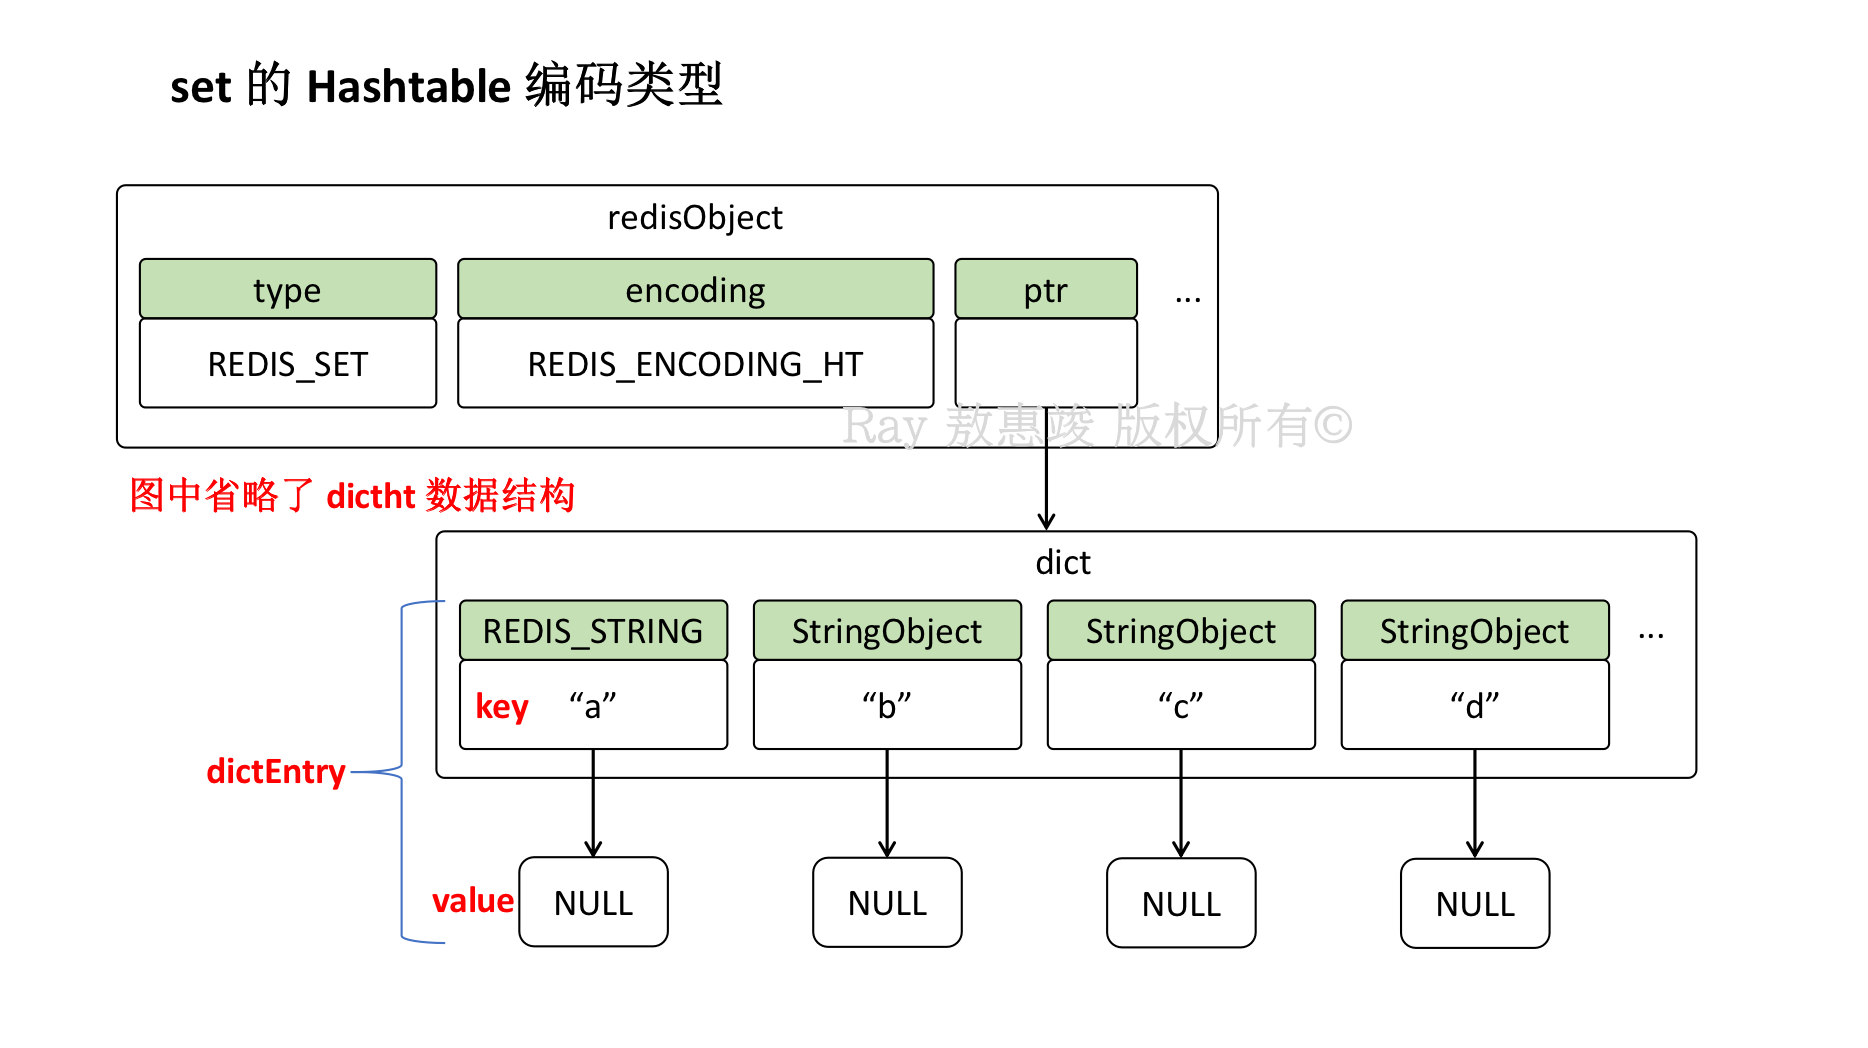 set 的 Hashtable 编码类型
redisObject
type encoding ptr ...
REDIS_SET REDIS_ENCODING_HT
Ray 敖惠竣 版权所有©
图中省略了 dictht 数据结构
dict
REDIS_STRING StringObject StringObject StringObject ...
key “a” “b” “c” “d”
dictEntry
value NULL NULL NULL NULL